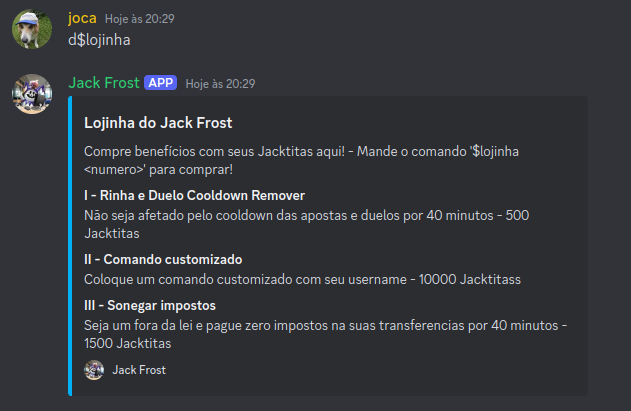 joca Hoje às 20:29
d$lojinha
Jack Frost APP Hoje às 20:29
Lojinha do Jack Frost
Compre benefícios com seus Jacktitas aqui! - Mande o comando '$lojinha
<numero>' para comprar!
I - Rinha e Duelo Cooldown Remover
Não seja afetado pelo cooldown das apostas e duelos por 40 minutos - 500
Jacktitas
II - Comando customizado
Coloque um comando customizado com seu username - 10000 Jacktitass
III - Sonegar impostos
Seja um fora da lei e pague zero impostos na suas transferencias por 40 minutos -
1500 Jacktitas
Jack Frost